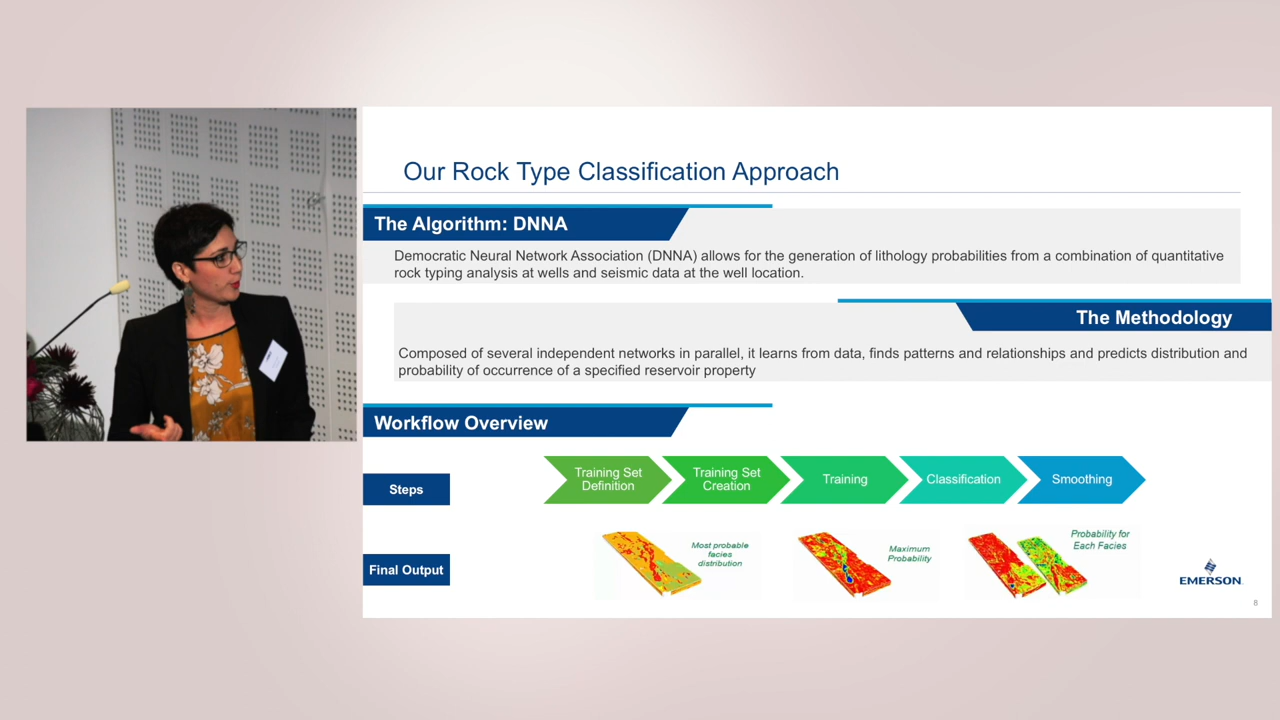 Our Rock Type Classification Approach
The Algorithm: DNNA
Democratic Neural Network Association (DNNA) allows for the generation of lithology probabilities from a combination of quantitative
rock typing analysis at wells and seismic data at the well location.
The Methodology
Composed of several independent networks in parallel, it learns from data, finds patterns and relationships and predicts distribution and
probability of occurrence of a specified reservoir property
Workflow Overview
Steps
Training Set
Definition
Training Set
Creation
Training
Classification
Smoothing
Final Output
Most probable
facies
distribution
Maximum
Probability
Probability for
Each Facies
EMERSON
8